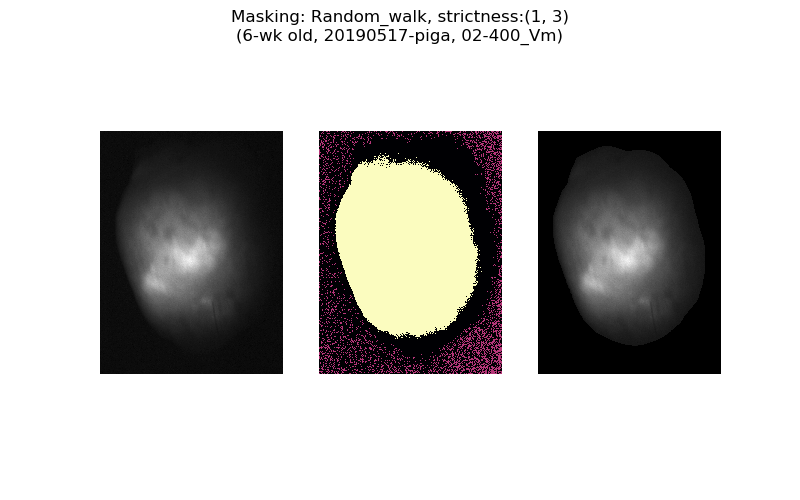 Masking: Random_walk, strictness:(1, 3)
(6-wk old, 20190517-piga, 02-400_Vm)